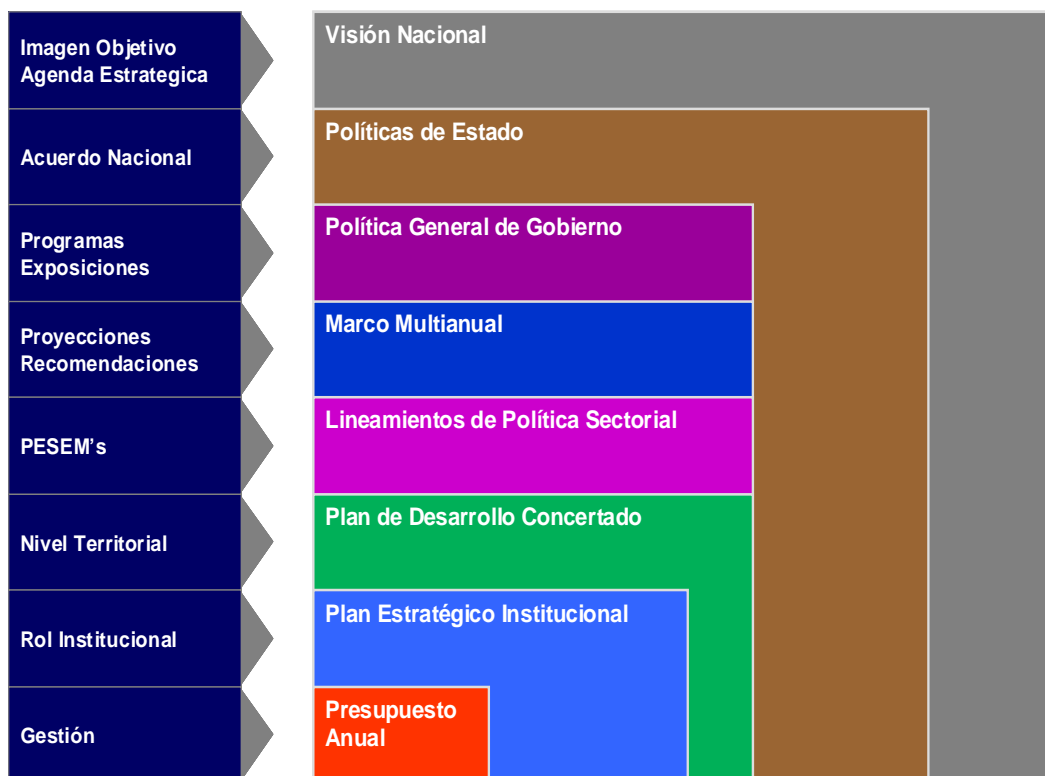 Imagen Objetivo
Agenda Estrategica
Visión Nacional
Acuerdo Nacional
Políticas de Estado
Programas
Exposiciones
Política General de Gobierno
Proyecciones
Recomendaciones
Marco Multianual
PESEM's
Lineamientos de Política Sectorial
Nivel Territorial
Plan de Desarrollo Concertado
Rol Institucional
Plan Estratégico Institucional
Gestión
Presupuesto
Anual